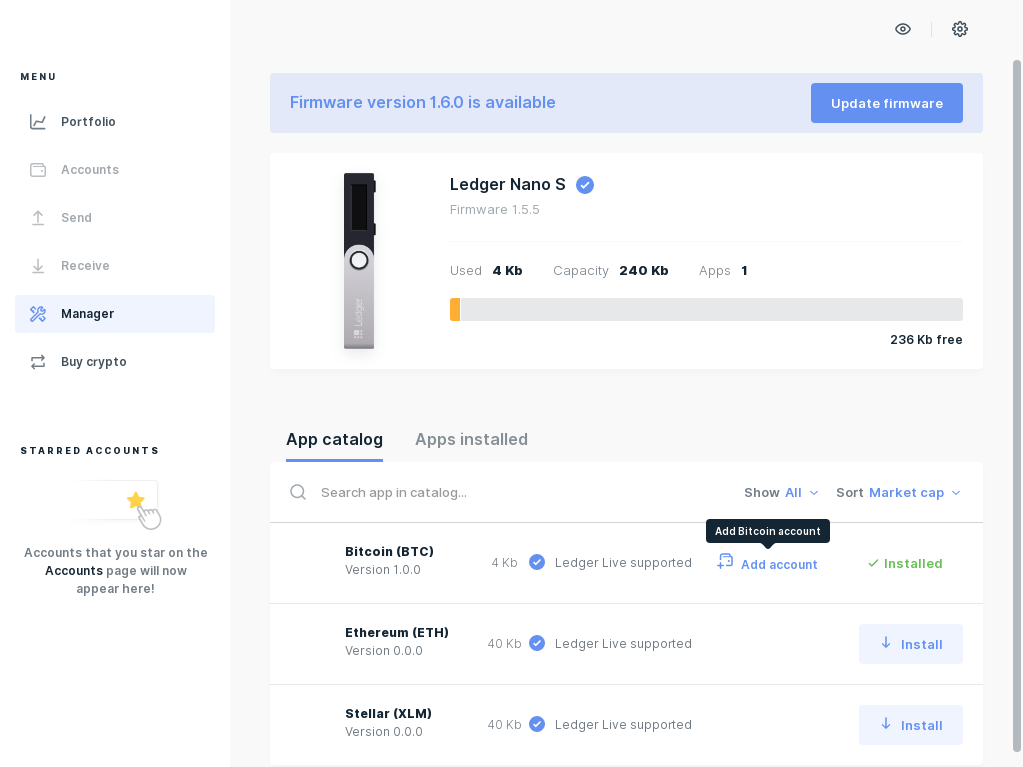 MENU
Portfolio
Accounts
Send
Receive
Manager
Buy crypto
STARRED ACCOUNTS
Accounts that you star on the
Accounts page will now
appear here!
Firmware version 1.6.0 is available
Update firmware
Ledger
Ledger Nano S
Firmware 1.5.5
Used 4 Kb Capacity 240 Kb Apps 1
236 Kb free
App catalog Apps installed
Search app in catalog... Show All Sort Market cap
Add Bitcoin account
Bitcoin (BTC)
Version 1.0.0
4 Kb Ledger Live supported Add account Installed
Ethereum (ETH)
Version 0.0.0
40 Kb Ledger Live supported Install
Stellar (XLM)
Version 0.0.0
40 Kb Ledger Live supported Install